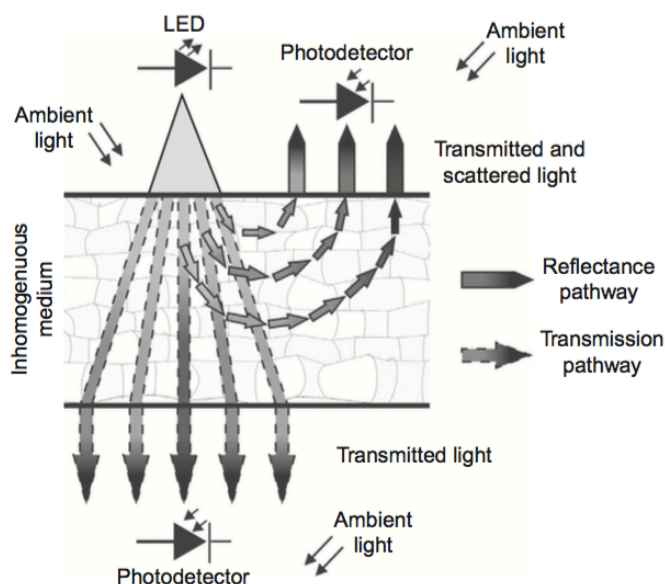 LED
Photodetector
Ambient
light
Ambient
light
Transmitted and
scattered light
Inhomogenuous
medium
Reflectance
pathway
Transmission
pathway
Transmitted light
Ambient
light
Photodetector